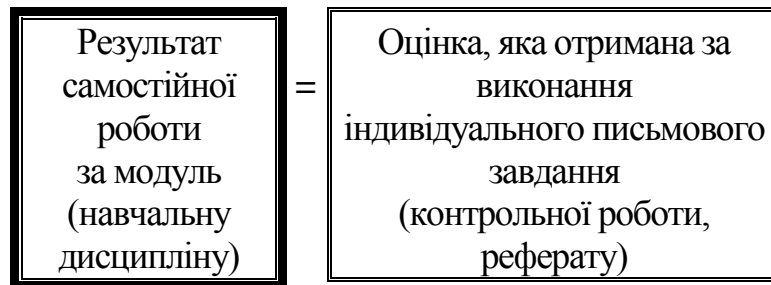 Результат
самостійної
роботи
за модуль
(навчальну
дисципліну)
=
Оцінка, яка отримана за
виконання
індивідуального письмового
завдання
(контрольної роботи,
реферату)